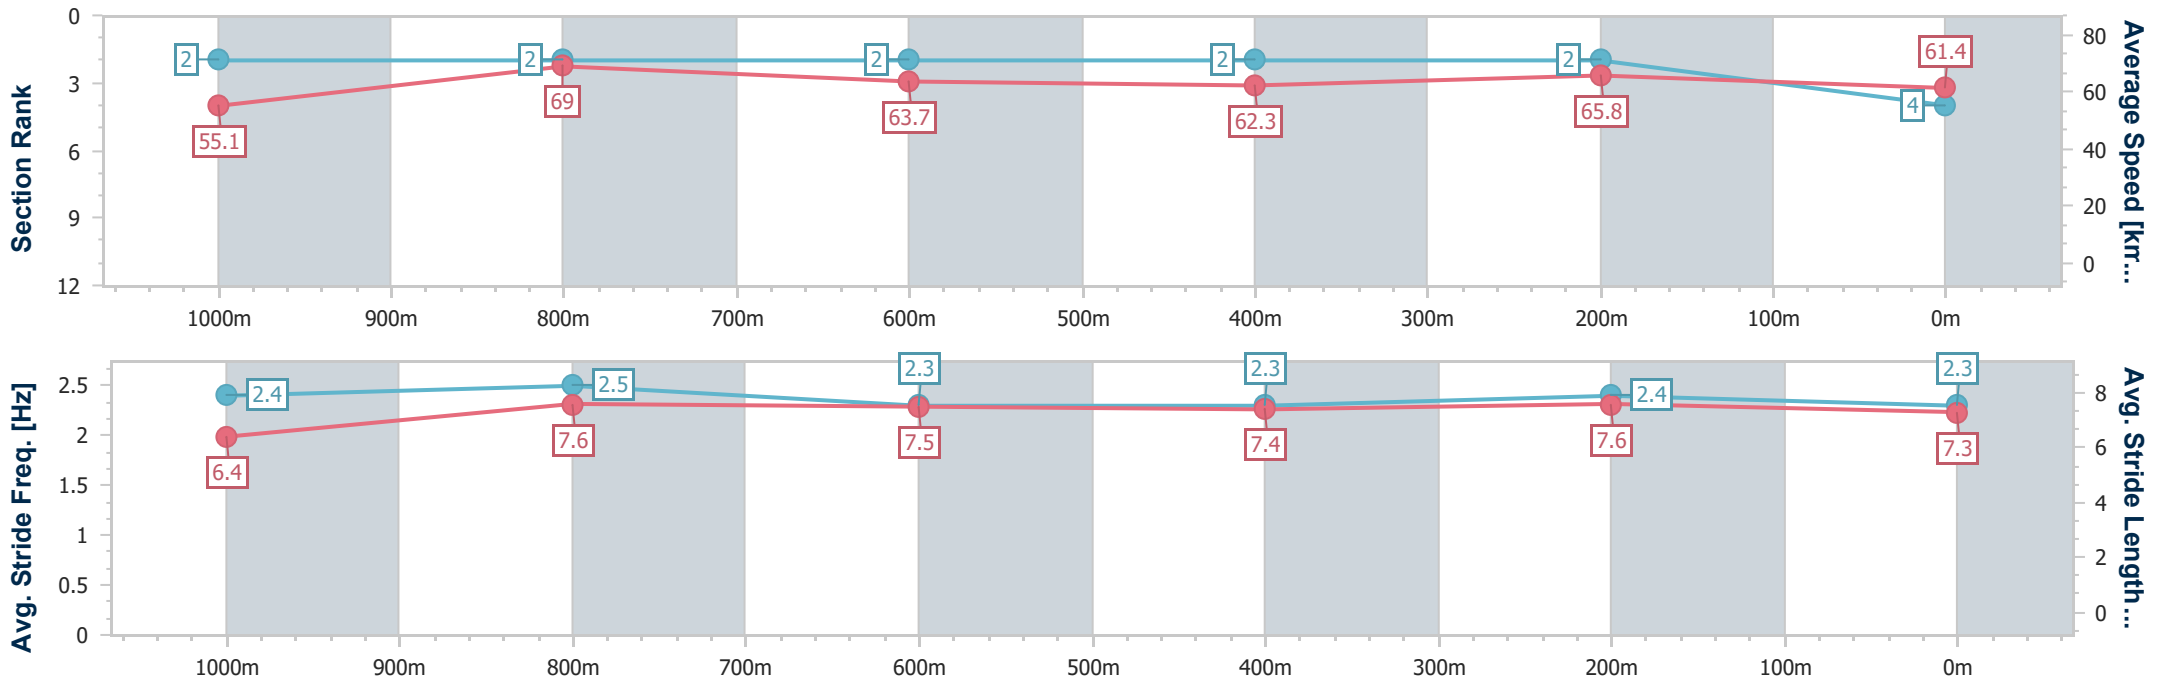 Section Rank
0
3
6
9
12
2
2
2
2
2
4
55.1
69
63.7
62.3
65.8
61.4
80
60
40
20
0
Average Speed [km...
1000m
900m
800m
700m
600m
500m
400m
300m
200m
100m
0m
Avg. Stride Freq. [Hz]
2.5
2
1.5
1
0.5
0
2.4
2.5
2.3
2.3
2.4
2.3
6.4
7.6
7.5
7.4
7.6
7.3
8
6
4
2
0
Avg. Stride Length...
1000m
900m
800m
700m
600m
500m
400m
300m
200m
100m
0m